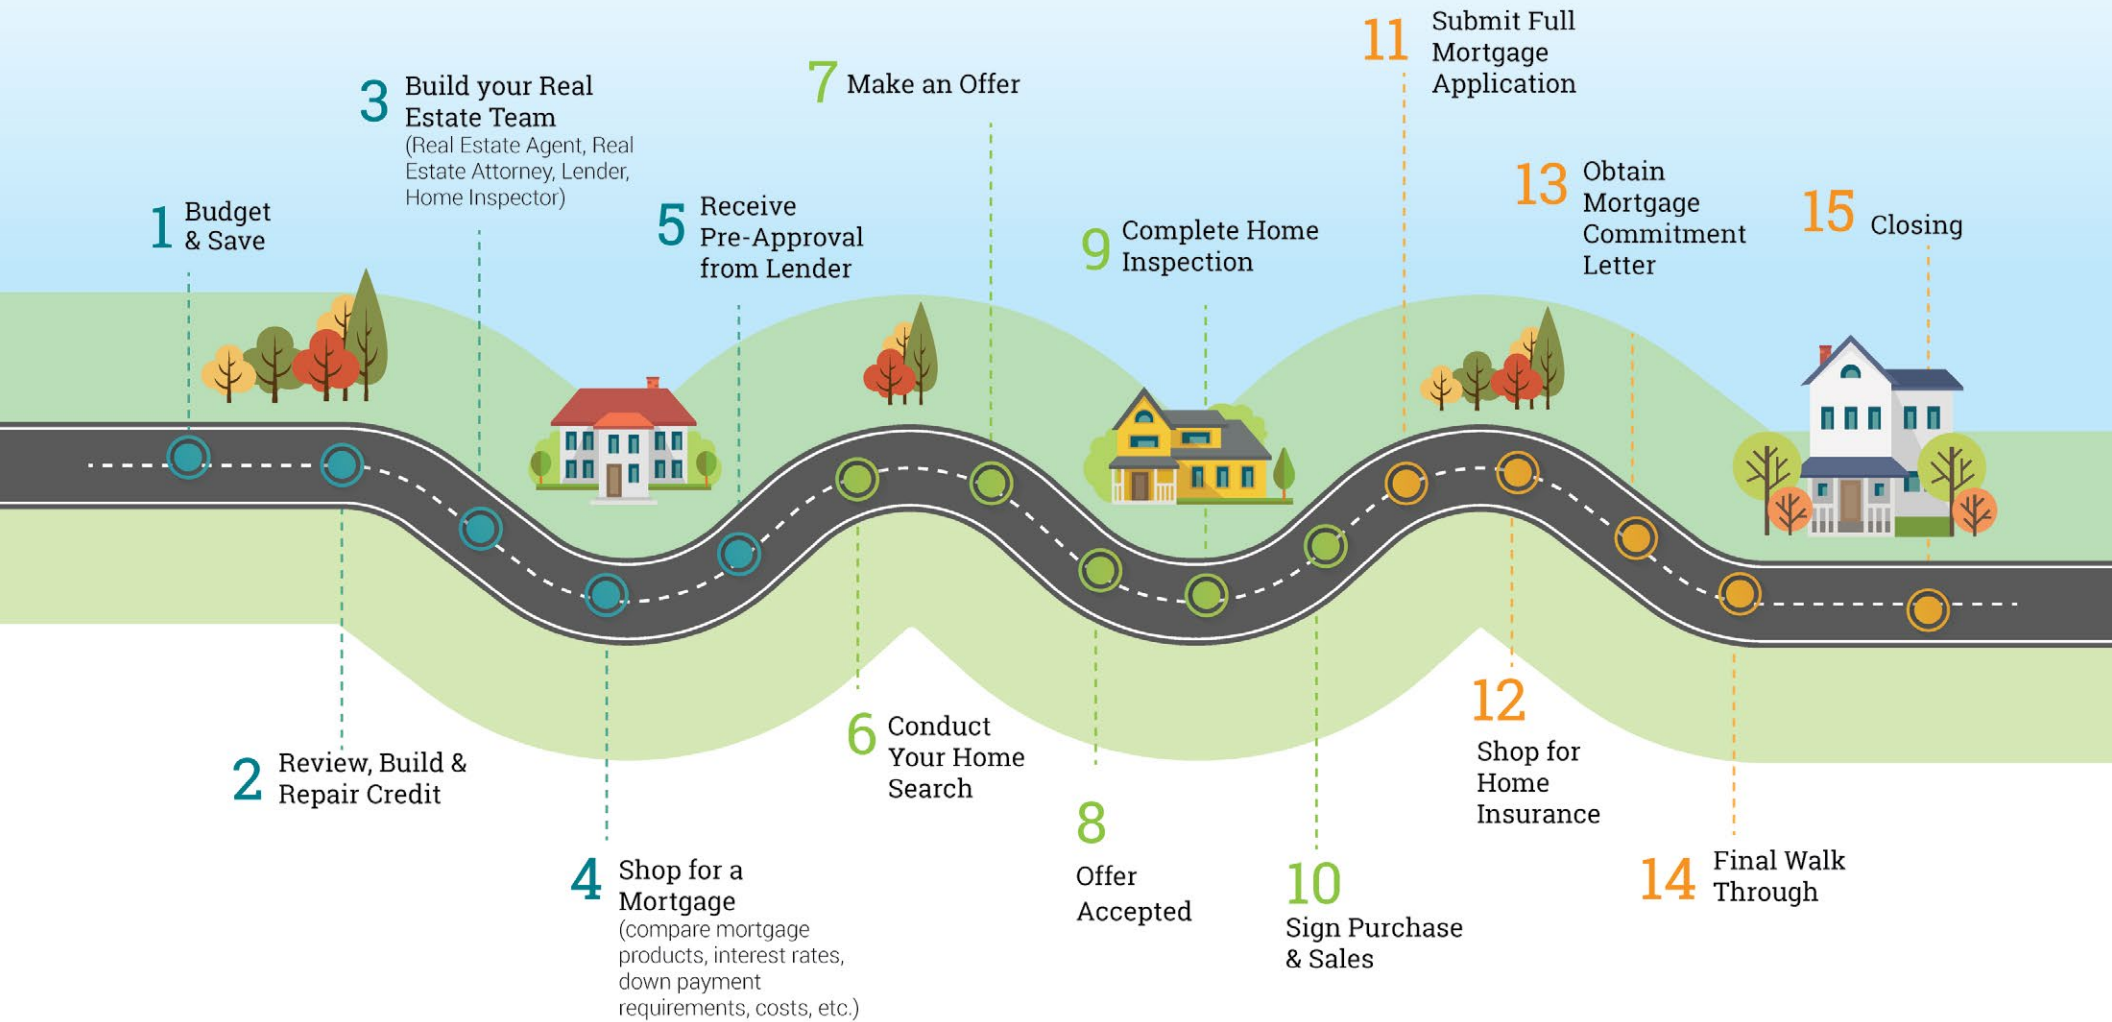 1
Budget
& Save
2
Review, Build &
Repair Credit
3
Build your Real
Estate Team
(Real Estate Agent, Real
Estate Attorney, Lender,
Home Inspector)
4
Shop for a
Mortgage
(compare mortgage
products, interest rates,
down payment
requirements, costs, etc.)
5
Receive
Pre-Approval
from Lender
6
Conduct
Your Home
Search
7
Make an Offer
8
Offer
Accepted
9
Complete Home
Inspection
10
Sign Purchase
& Sales
11
Submit Full
Mortgage
Application
12
Shop for
Home
Insurance
13
Obtain
Mortgage
Commitment
Letter
14
Final Walk
Through
15
Closing